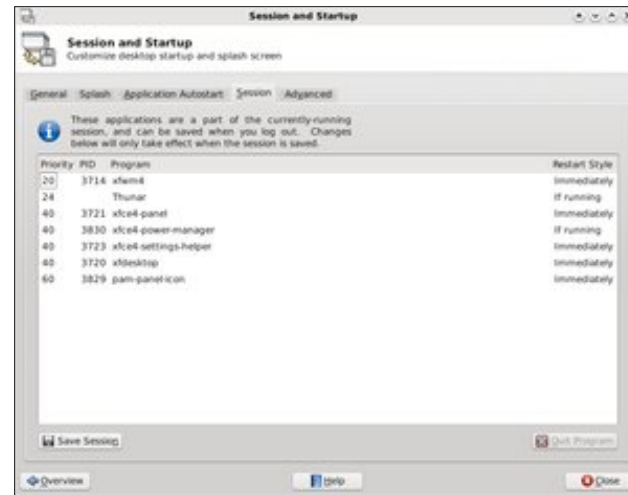 Session and Startup
Session and Startup
Customize desktop startup and splash screen
General Splash Application Autostart Session Advanced
These applications are a part of the currently-running
session, and can be saved when you log out. Changes
below will only take effect when the session is saved.
Priority PID Program Restart Style
20 3714 xfwm4 Immediately
24 Thunar If running
40 3721 xfce4-panel Immediately
40 3830 xfce4-power-manager If running
40 3723 xfce4-settings-helper Immediately
40 3720 xfdesktop Immediately
60 3829 pam-panel-icon Immediately
Save Session Quit Program
Overview Help Close